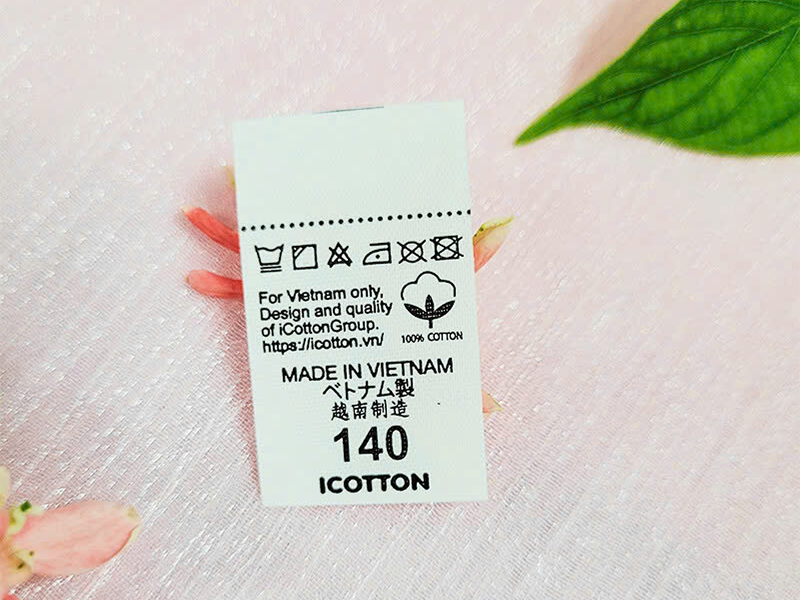 For Vietnam only,
Design and quality
of iCottonGroup.
https://icotton.vn/
100% COTTON
MADE IN VIETNAM
ベトナム製
越南制造
140
ICOTTON